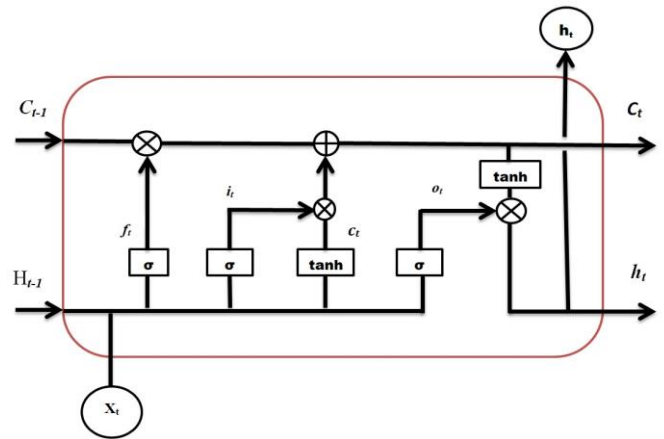 hₜ
Cₜ₋₁
Cₜ
tanh
iₜ
oₜ
fₜ
cₜ
σ
σ
tanh
σ
Hₜ₋₁
hₜ
Xₜ